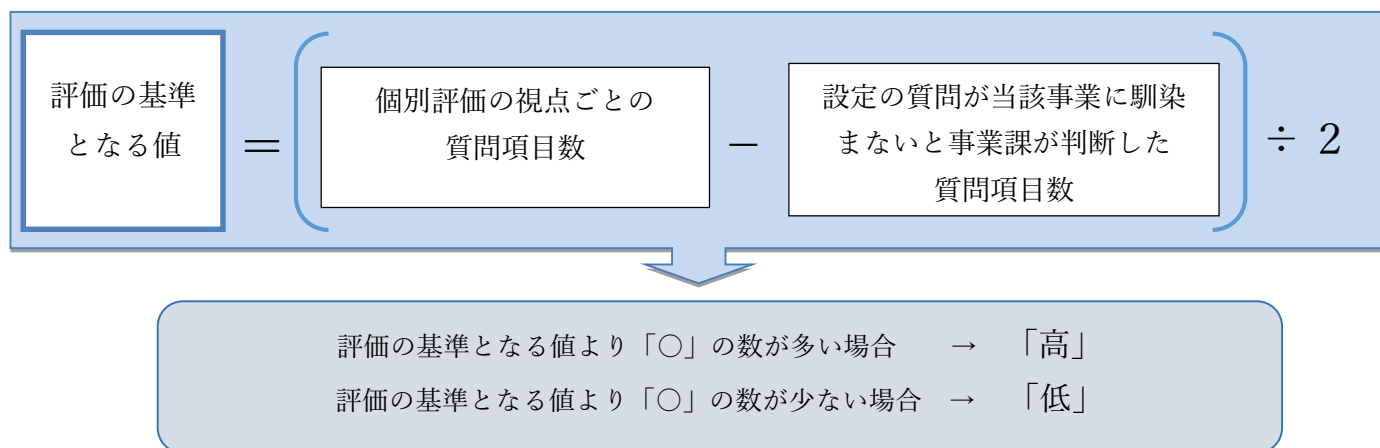 評価の基準
となる値
＝
個別評価の視点ごとの
質問項目数
－
設定の質問が当該事業に馴染
まないと事業課が判断した
質問項目数
÷ 2
評価の基準となる値より「○」の数が多い場合 → 「高」
評価の基準となる値より「○」の数が少ない場合 → 「低」